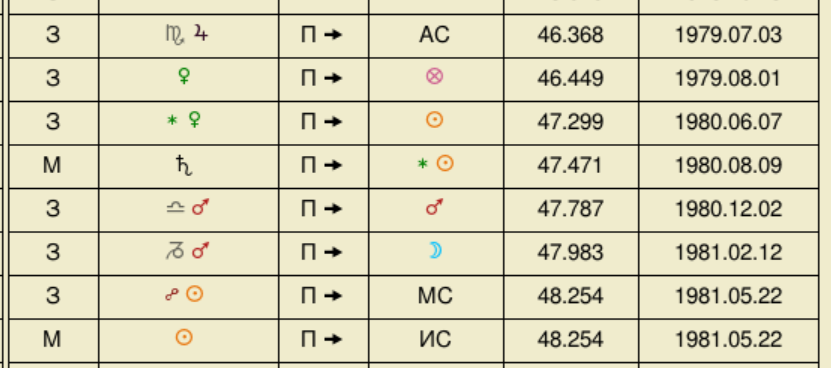 З ♏ ♃ П → АС 46.368 1979.07.03
З ♀ П → ⊗ 46.449 1979.08.01
З ⚹ ♀ П → ☉ 47.299 1980.06.07
М ♄ П → ⚹ ☉ 47.471 1980.08.09
З ♎ ♂ П → ♂ 47.787 1980.12.02
З ♑ ♂ П → ☽ 47.983 1981.02.12
З ☍ ☉ П → МС 48.254 1981.05.22
М ☉ П → ИС 48.254 1981.05.22